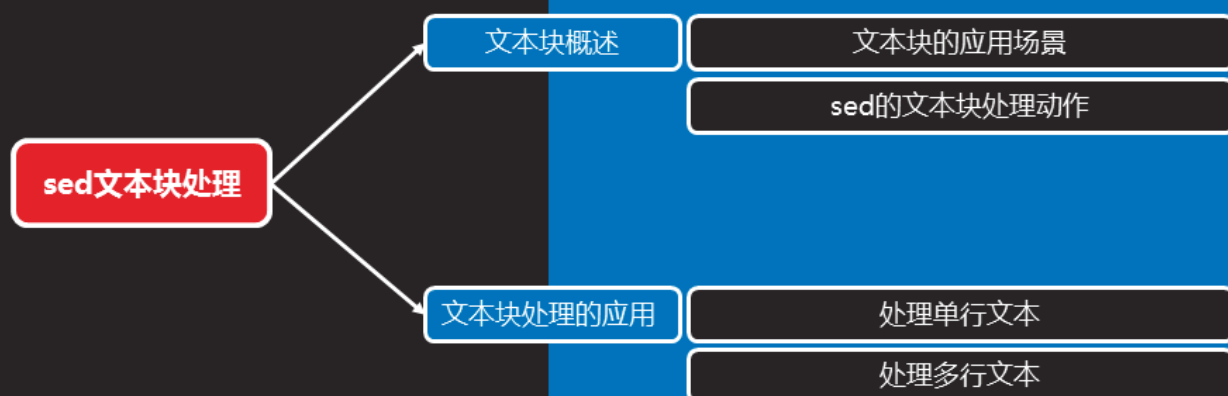 文本块概述
文本块的应用场景
sed的文本块处理动作
sed文本块处理
文本块处理的应用
处理单行文本
处理多行文本